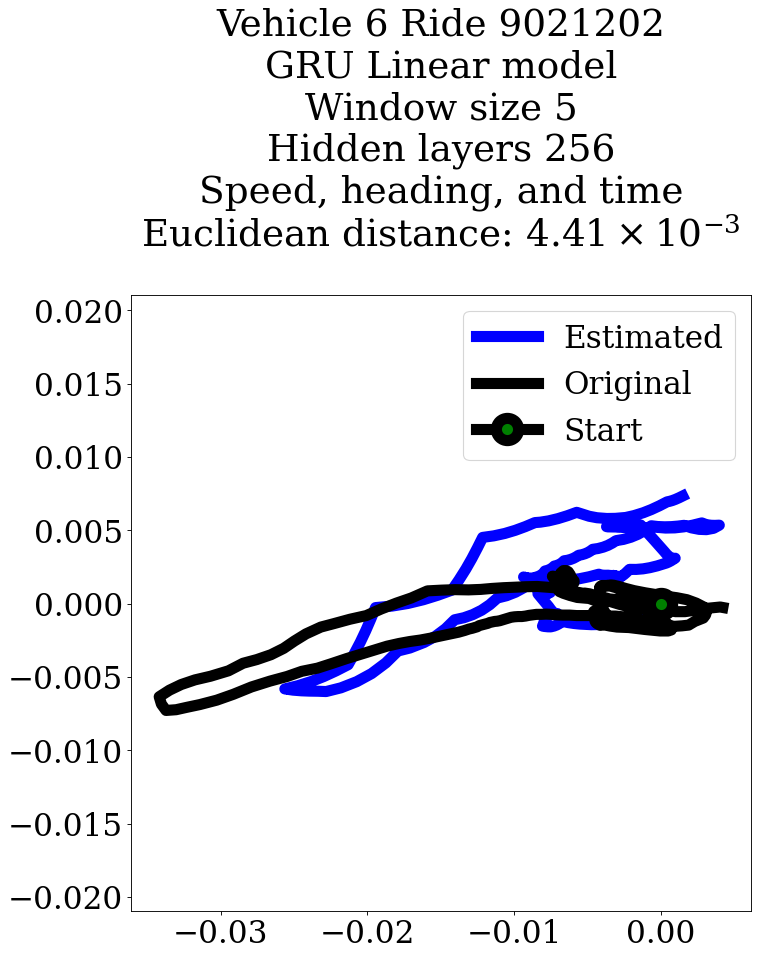 Vehicle 6 Ride 9021202
GRU Linear model
Window size 5
Hidden layers 256
Speed, heading, and time
Euclidean distance: 4.41 × 10⁻³
0.020
0.015
0.010
0.005
0.000
−0.005
−0.010
−0.015
−0.020
Estimated
Original
Start
−0.03
−0.02
−0.01
0.00